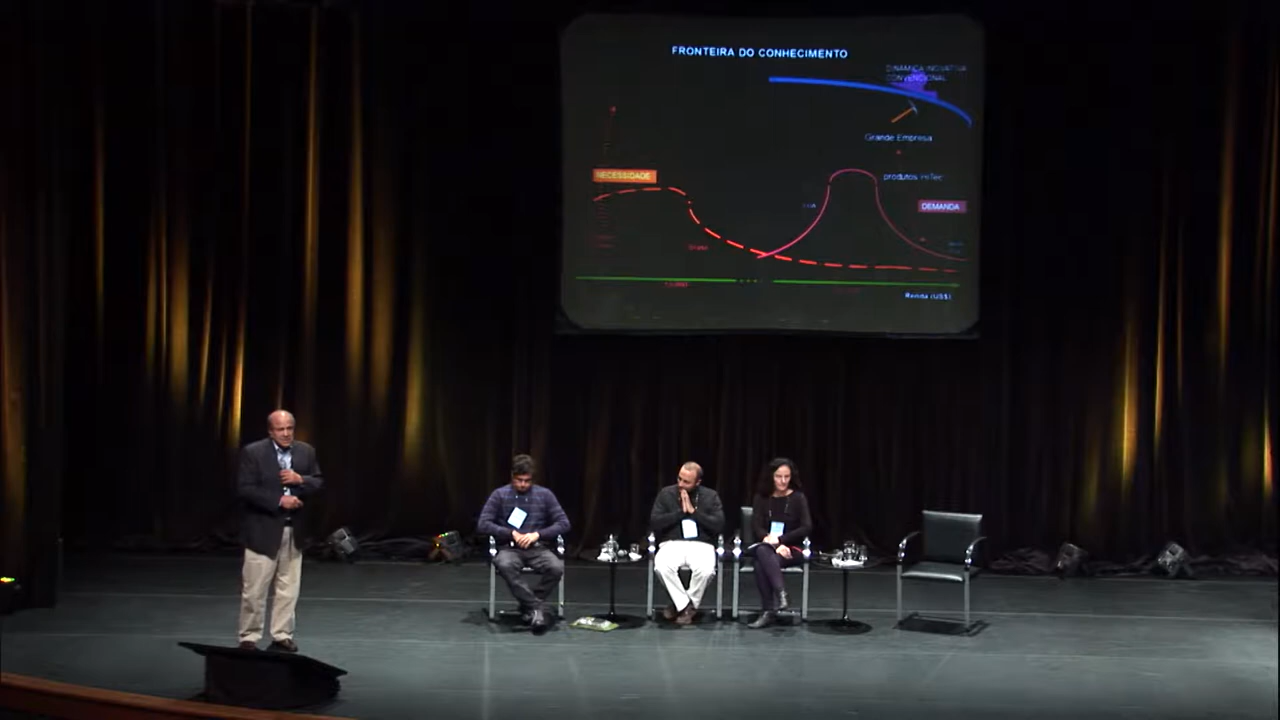 FRONTEIRA DO CONHECIMENTO
DINÂMICA INOVATIVA
CONVENCIONAL
Grande Empresa
NECESSIDADE
produtos HiTec
DEMANDA
Renda (US$)